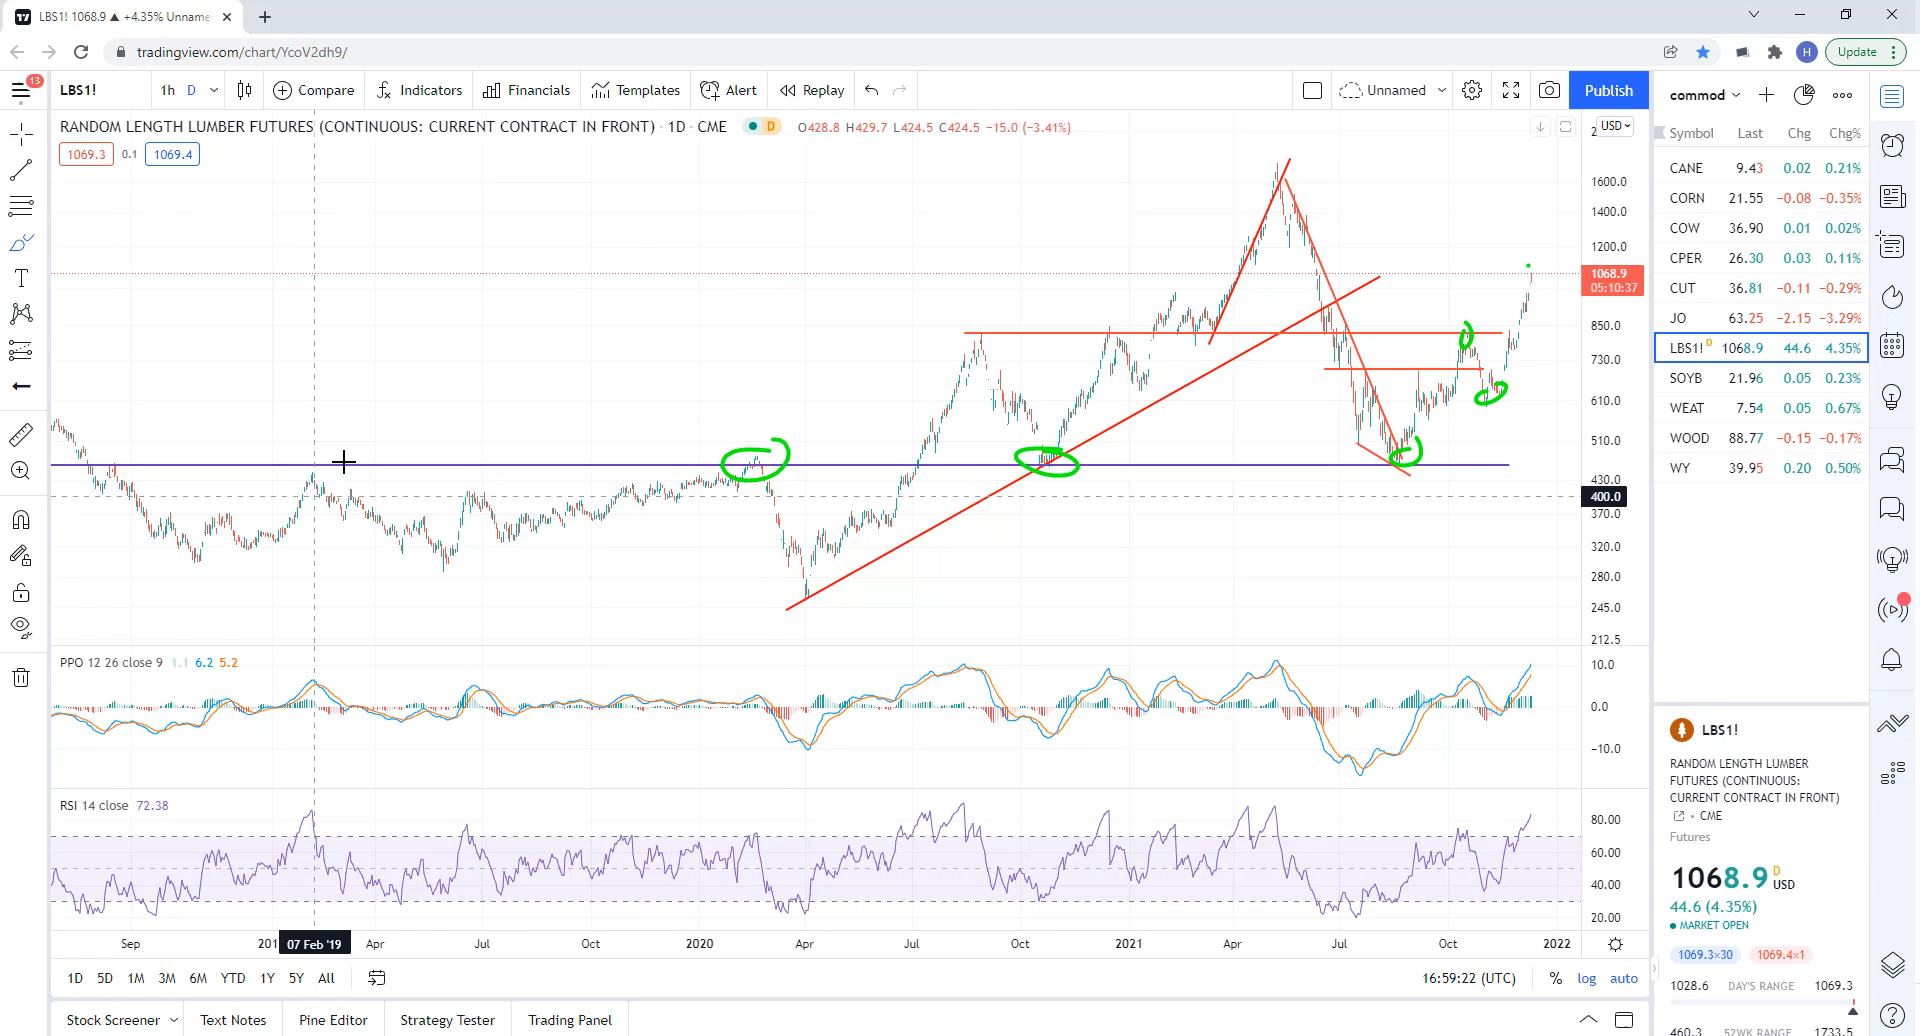 LBS1! 1068.9 ▲ +4.35% Unname
tradingview.com/chart/YcoV2dh9/
H
Update
13
LBS1! 1h D Compare Indicators Financials Templates Alert Replay Unnamed Publish
RANDOM LENGTH LUMBER FUTURES (CONTINUOUS: CURRENT CONTRACT IN FRONT) · 1D · CME D O428.8 H429.7 L424.5 C424.5 −15.0 (−3.41%)
1069.3 0.1 1069.4
USD
1600.0
1400.0
1200.0
1068.9
05:10:37
850.0
730.0
610.0
510.0
430.0
400.0
370.0
320.0
280.0
245.0
212.5
PPO 12 26 close 9 1.1 6.2 5.2
10.0
0.0
−10.0
RSI 14 close 72.38
80.00
60.00
40.00
20.00
Sep 201 07 Feb '19 Apr Jul Oct 2020 Apr Jul Oct 2021 Apr Jul Oct 2022
1D 5D 1M 3M 6M YTD 1Y 5Y All 16:59:22 (UTC) % log auto
Stock Screener Text Notes Pine Editor Strategy Tester Trading Panel
commod
Symbol Last Chg Chg%
CANE 9.43 0.02 0.21%
CORN 21.55 −0.08 −0.35%
COW 36.90 0.01 0.02%
CPER 26.30 0.03 0.11%
CUT 36.81 −0.11 −0.29%
JO 63.25 −2.15 −3.29%
LBS1! D 1068.9 44.6 4.35%
SOYB 21.96 0.05 0.23%
WEAT 7.54 0.05 0.67%
WOOD 88.77 −0.15 −0.17%
WY 39.95 0.20 0.50%
LBS1!
RANDOM LENGTH LUMBER
FUTURES (CONTINUOUS:
CURRENT CONTRACT IN FRONT)
• CME
Futures
1068.9 D USD
44.6 (4.35%)
MARKET OPEN
1069.3×30 1069.4×1
1028.6 DAY'S RANGE 1069.3
460.3 52WK RANGE 1733.5